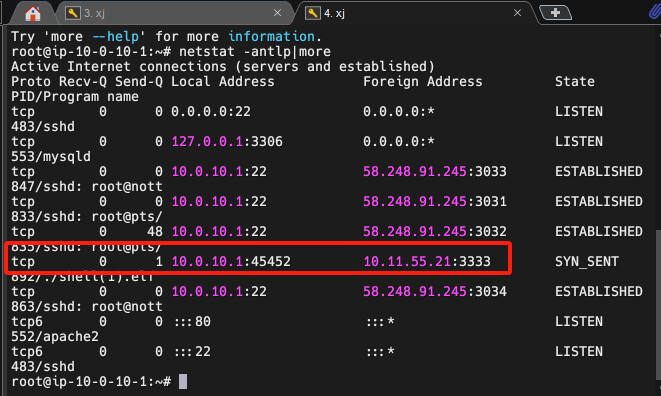 3. xj
4. xj
Try 'more --help' for more information.
root@ip-10-0-10-1:~# netstat -antlp|more
Active Internet connections (servers and established)
Proto Recv-Q Send-Q Local Address           Foreign Address         State
PID/Program name
tcp        0      0 0.0.0.0:22              0.0.0.0:*               LISTEN
483/sshd
tcp        0      0 127.0.0.1:3306          0.0.0.0:*               LISTEN
553/mysqld
tcp        0      0 10.0.10.1:22            58.248.91.245:3033      ESTABLISHED
847/sshd: root@nott
tcp        0      0 10.0.10.1:22            58.248.91.245:3031      ESTABLISHED
833/sshd: root@pts/
tcp        0     48 10.0.10.1:22            58.248.91.245:3032      ESTABLISHED
835/sshd: root@pts/
tcp        0      1 10.0.10.1:45452         10.11.55.21:3333        SYN_SENT
892/./shell(1).elf
tcp        0      0 10.0.10.1:22            58.248.91.245:3034      ESTABLISHED
863/sshd: root@nott
tcp6       0      0 :::80                   :::*                    LISTEN
552/apache2
tcp6       0      0 :::22                   :::*                    LISTEN
483/sshd
root@ip-10-0-10-1:~#